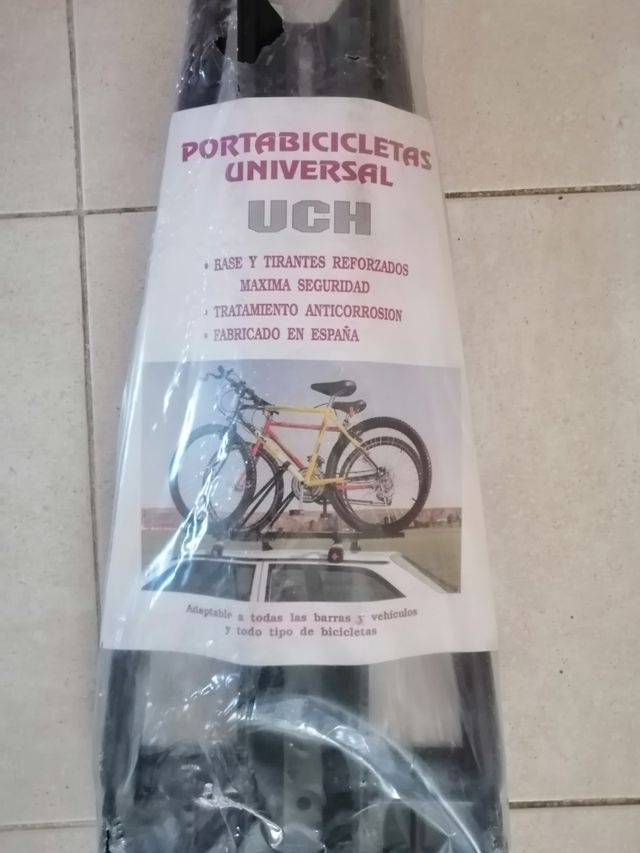 PORTABICICLETAS
UNIVERSAL
UCH
• BASE Y TIRANTES REFORZADOS
MAXIMA SEGURIDAD
• TRATAMIENTO ANTICORROSION
• FABRICADO EN ESPAÑA
Adaptable a todas las barras y vehículos
y todo tipo de bicicletas